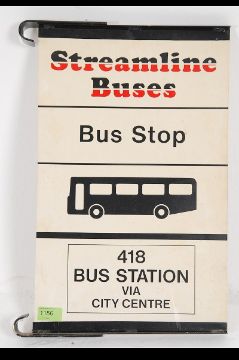 Streamline
Buses
Bus Stop
418
BUS STATION
VIA
CITY CENTRE